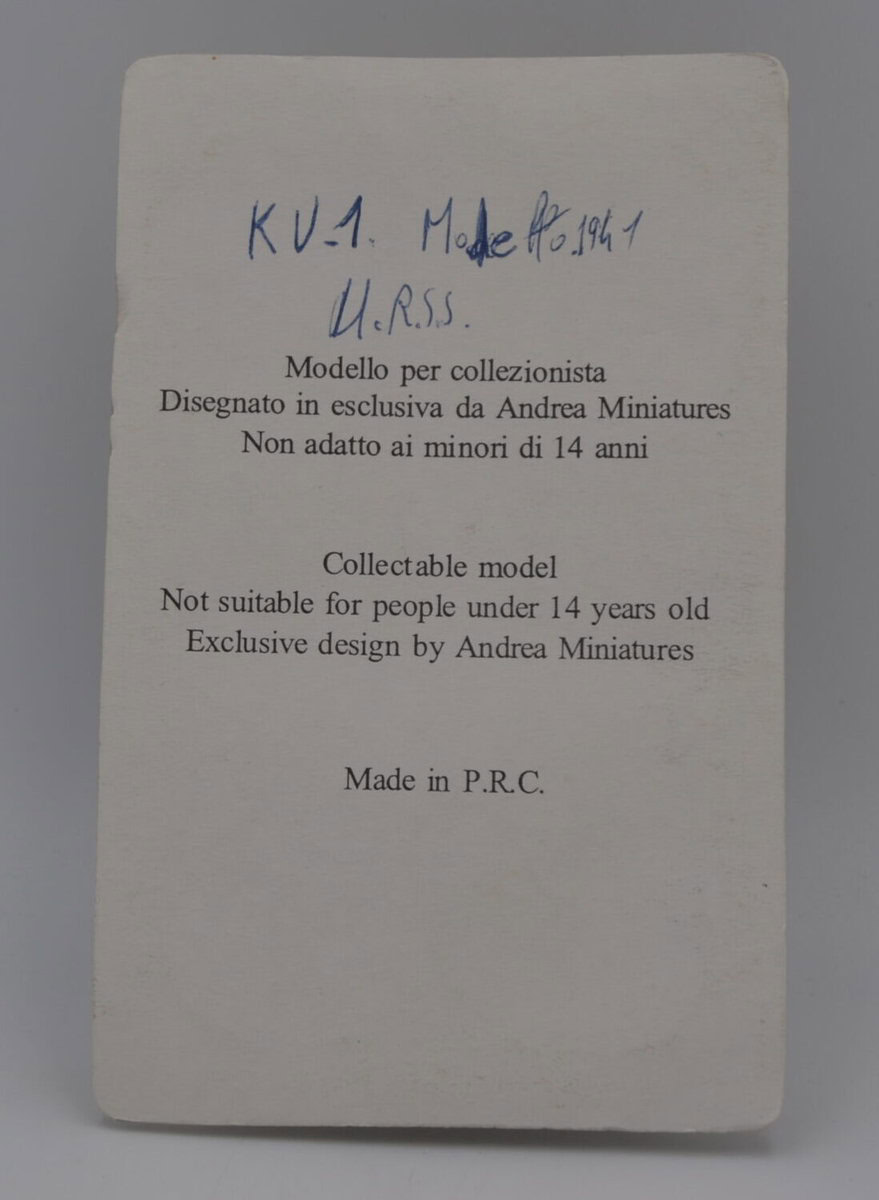 KV-1. Modello 1941
U.R.S.S.
Modello per collezionista
Disegnato in esclusiva da Andrea Miniatures
Non adatto ai minori di 14 anni
Collectable model
Not suitable for people under 14 years old
Exclusive design by Andrea Miniatures
Made in P.R.C.